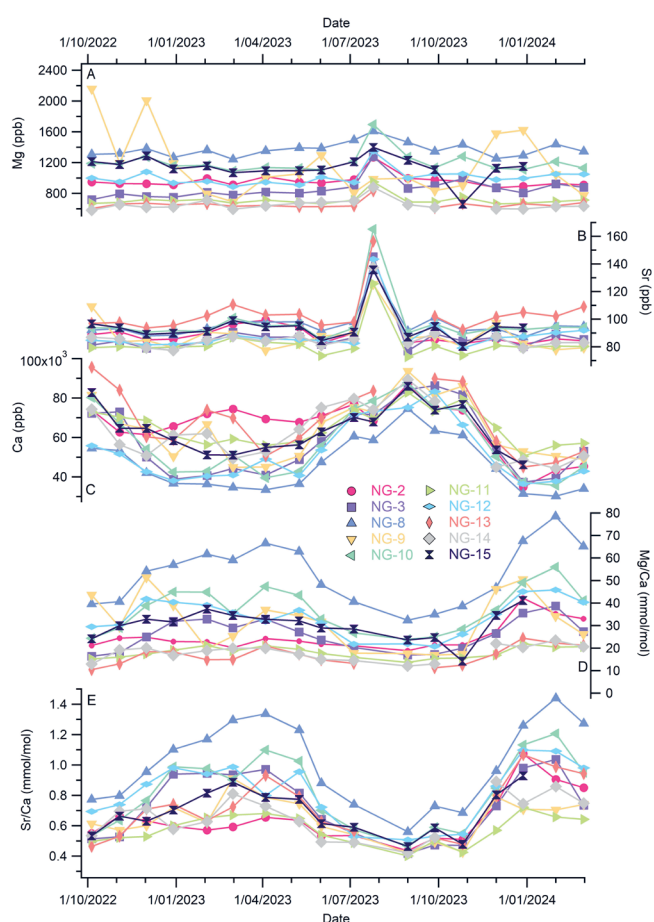 Date
1/10/2022 1/01/2023 1/04/2023 1/07/2023 1/10/2023 1/01/2024
A
2400
2000
1600
1200
800
Mg (ppb)
B
160
140
120
100
80
Sr (ppb)
100x10³
80
60
40
Ca (ppb)
C
NG-2 NG-11
NG-3 NG-12
NG-8 NG-13
NG-9 NG-14
NG-10 NG-15
80
70
60
50
40
30
20
10
0
Mg/Ca (mmol/mol)
D
E
1.4
1.2
1.0
0.8
0.6
0.4
Sr/Ca (mmol/mol)
1/10/2022 1/01/2023 1/04/2023 1/07/2023 1/10/2023 1/01/2024
Date